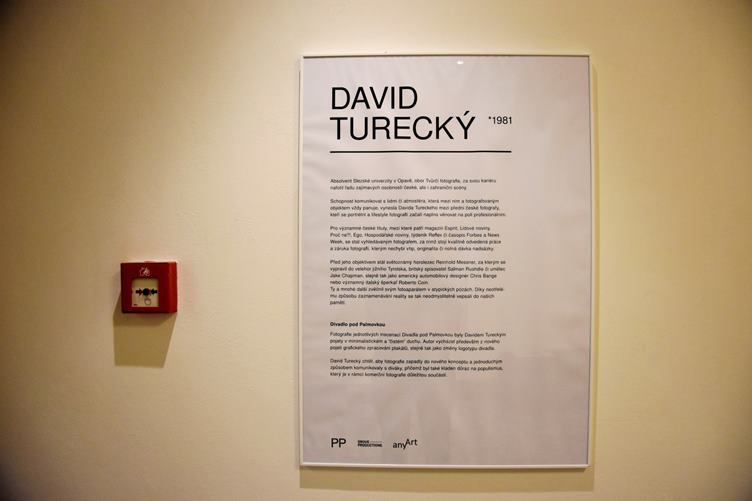 DAVID
TURECKÝ *1981
Absolvent Slezské univerzity v Opavě, obor Tvůrčí fotografie, za svou kariéru
nafotil řadu zajímavých osobností české, ale i zahraniční scény.
Schopnost komunikovat s lidmi či atmosféra, která mezi ním a fotografovaným
objektem vždy panuje, vynesla Davida Tureckého mezi přední české fotografy,
kteří se portrétní a lifestyle fotografii začali naplno věnovat na poli profesionálním.
Pro významné české tituly, mezi které patří magazín Esprit, Lidové noviny,
Proč ne?!, Ego, Hospodářské noviny, týdeník Reflex či časopis Forbes a News
Week, se stal vyhledávaným fotografem, za nímž stojí kvalitně odvedená práce
a záruka fotografií, kterým nechybí vtip, originalita či notná dávka nadsázky.
Před jeho objektivem stál světoznámý horolezec Reinhold Messner, za kterým se
vypravil do velehor jižního Tyrolska, britský spisovatel Salman Rushdie či umělec
Jake Chapman, stejně tak jako americký automobilový designer Chris Bangle
nebo významný italský šperkař Roberto Coin.
Ty a mnohé další zvěčnil svým fotoaparátem v atypických pózách. Díky neotřelé-
mu způsobu zaznamenávání reality se tak neodmyslitelně vepsali do našich
pamětí.
Divadlo pod Palmovkou
Fotografie jednotlivých inscenací Divadla pod Palmovkou byly Davidem Tureckým
pojaty v minimalistickém a "čistém" duchu. Autor vycházel především z nového
pojetí grafického zpracování plakátů, stejně tak jako změny logotypu divadla.
David Turecký chtěl, aby fotografie zapadly do nového konceptu a jednoduchým
způsobem komunikovaly s diváky, přičemž byl také kladen důraz na populismus,
který je v rámci komerční fotografie důležitou součástí.
PP PRODUCTIONS anyArt